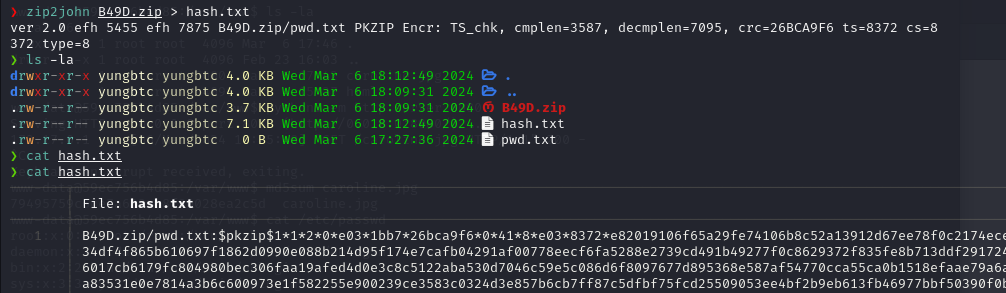 ❯ zip2john B49D.zip > hash.txt
ver 2.0 efh 5455 efh 7875 B49D.zip/pwd.txt PKZIP Encr: TS_chk, cmplen=3587, decmplen=7095, crc=26BCA9F6 ts=8372 cs=8
372 type=8
❯ ls -la
drwxr-xr-x yungbtc yungbtc 4.0 KB Wed Mar  6 18:12:49 2024 .
drwxr-xr-x yungbtc yungbtc 4.0 KB Wed Mar  6 18:09:31 2024 ..
.rw-r--r-- yungbtc yungbtc 3.7 KB Wed Mar  6 18:09:31 2024 B49D.zip
.rw-r--r-- yungbtc yungbtc 7.1 KB Wed Mar  6 18:12:49 2024 hash.txt
.rw-r--r-- yungbtc yungbtc   0 B  Wed Mar  6 17:27:36 2024 pwd.txt
❯ cat hash.txt
❯ cat hash.txt
File: hash.txt
1 B49D.zip/pwd.txt:$pkzip$1*1*2*0*e03*1bb7*26bca9f6*0*41*8*e03*8372*e82019106f65a29fe74106b8c52a13912d67ee78f0c2174ece
34df4f865b610697f1862d0990e088b214d95f174e7cafb04291af00778eecf6fa5288e2739cd491b49277f0c8629372f835fe8b713ddf291724
6017cb6179fc804980bec306faa19afed4d0e3c8c5122aba530d7046c59e5c086d6f8097677d895368e587af54770cca55ca0b1518efaae79a6a
a83531e0e7814a3b6c600973e1f582255e900239ce3583c0324d3e857b6cb7ff87c5dfbf75fcd25509053ee4bf2b9eb613fb46977bbf50390f0